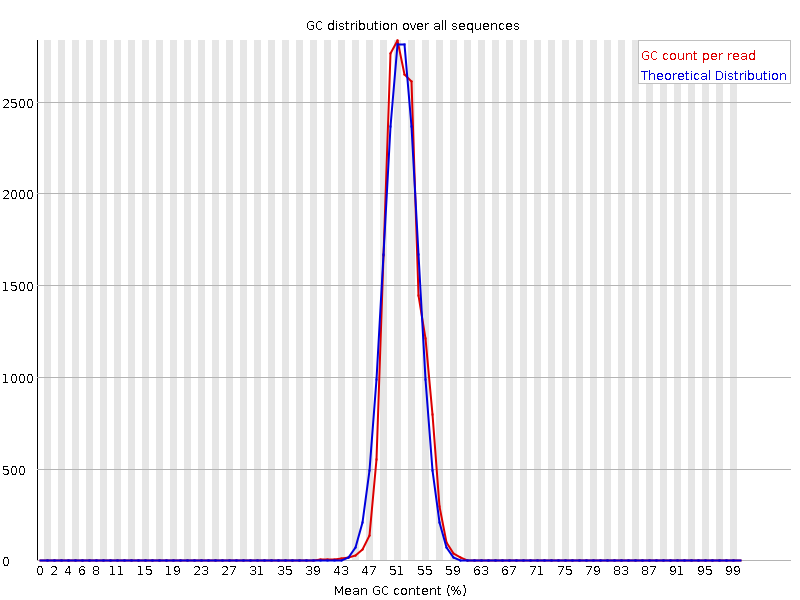 GC distribution over all sequences
GC count per read
Theoretical Distribution
2500
2000
1500
1000
500
0
0 2 4 6 8 11 15 19 23 27 31 35 39 43 47 51 55 59 63 67 71 75 79 83 87 91 95 99
Mean GC content (%)